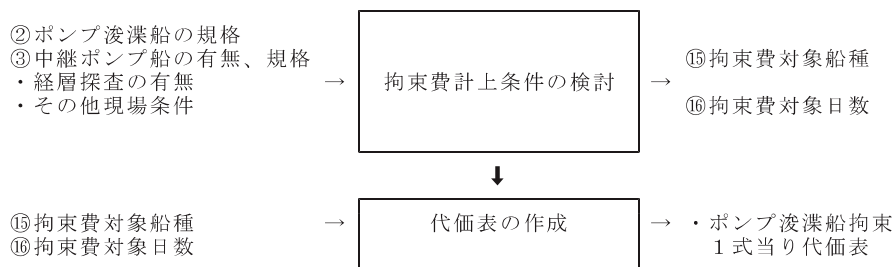 ②ポンプ浚渫船の規格
③中継ポンプ船の有無、規格
・経層探査の有無
・その他現場条件
→
拘束費計上条件の検討
→
⑮拘束費対象船種
⑯拘束費対象日数
⬇
⑮拘束費対象船種
⑯拘束費対象日数
→
代価表の作成
→
・ポンプ浚渫船拘束
１式当り代価表